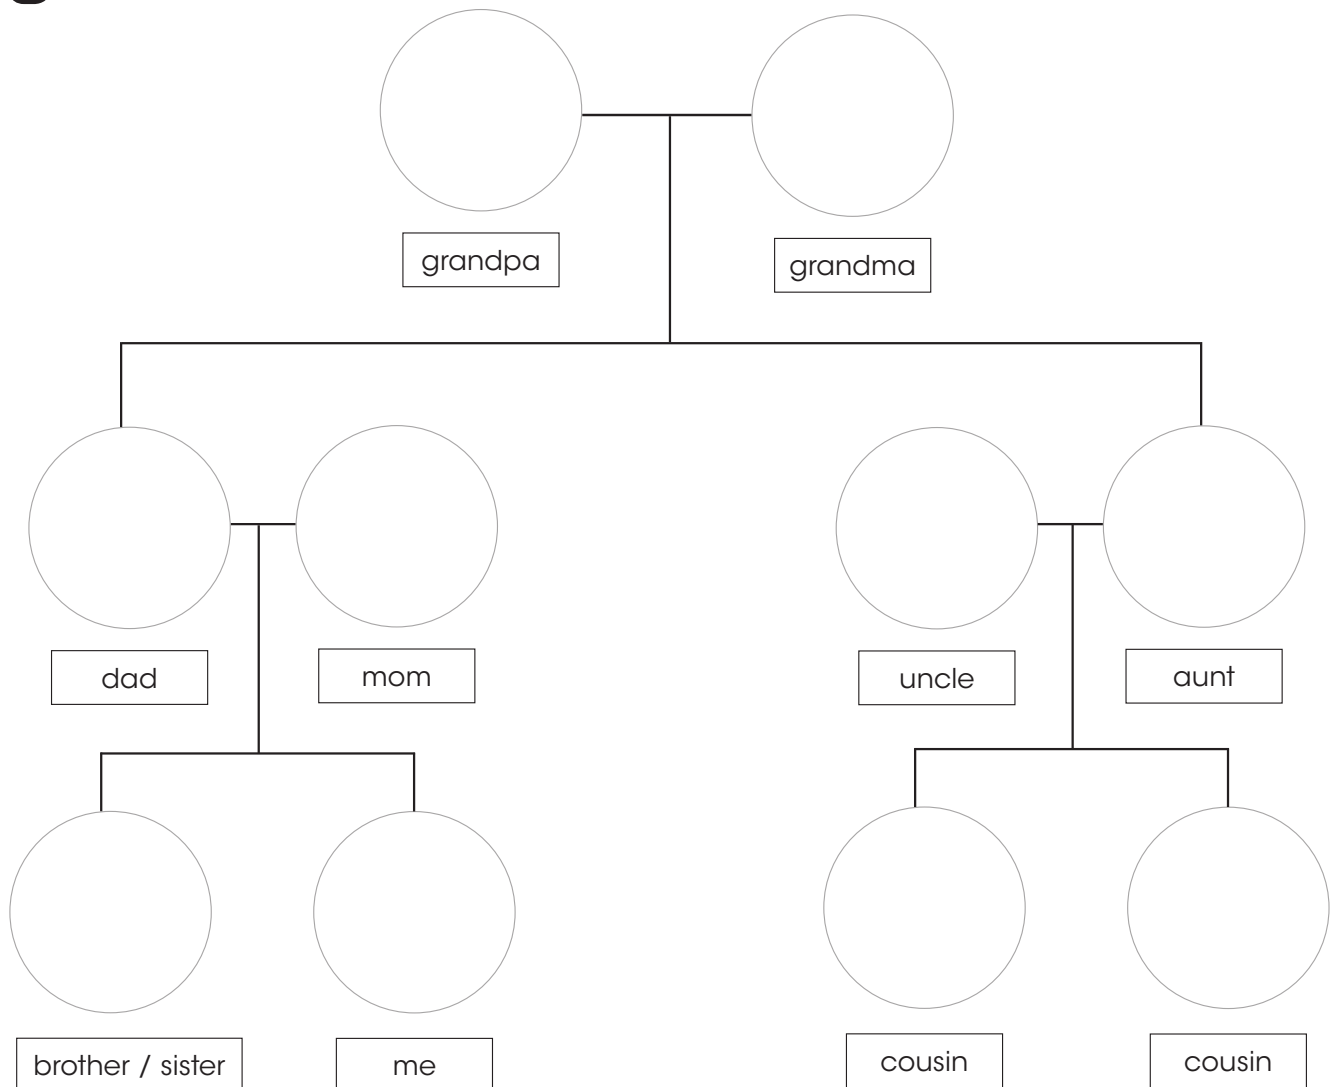 grandpa
grandma
dad
mom
uncle
aunt
brother / sister
me
cousin
cousin